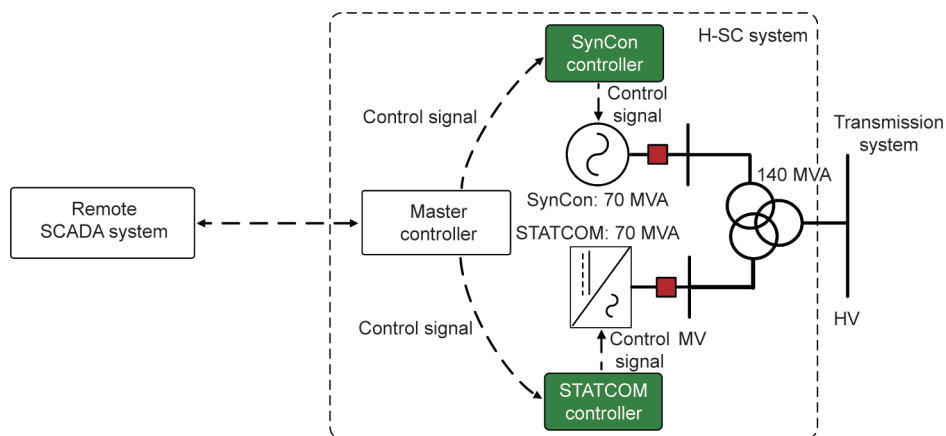 H-SC system
SynCon
controller
Control
signal
Control signal
Transmission
system
140 MVA
SynCon: 70 MVA
Remote
SCADA system
Master
controller
STATCOM: 70 MVA
HV
Control signal
Control MV
signal
STATCOM
controller